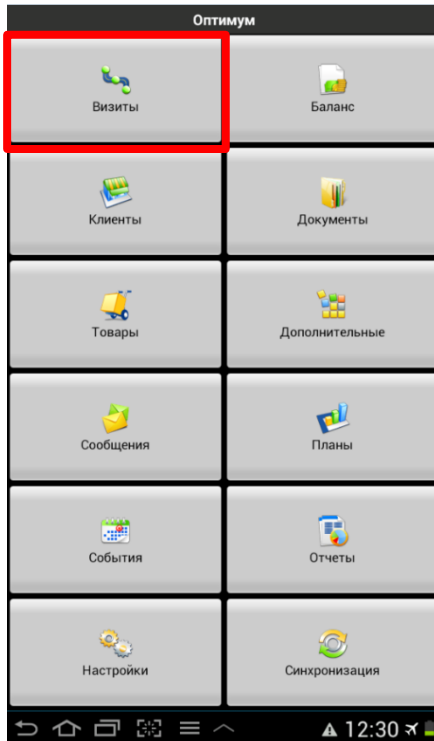 Оптимум
Визиты
Баланс
Клиенты
Документы
Товары
Дополнительные
Сообщения
Планы
События
Отчеты
Настройки
Синхронизация
12:30